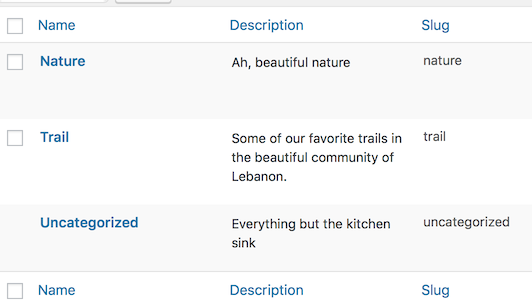 Name Description Slug
Nature Ah, beautiful nature nature
Trail Some of our favorite trails in trail
the beautiful community of
Lebanon.
Uncategorized Everything but the kitchen uncategorized
sink
Name Description Slug